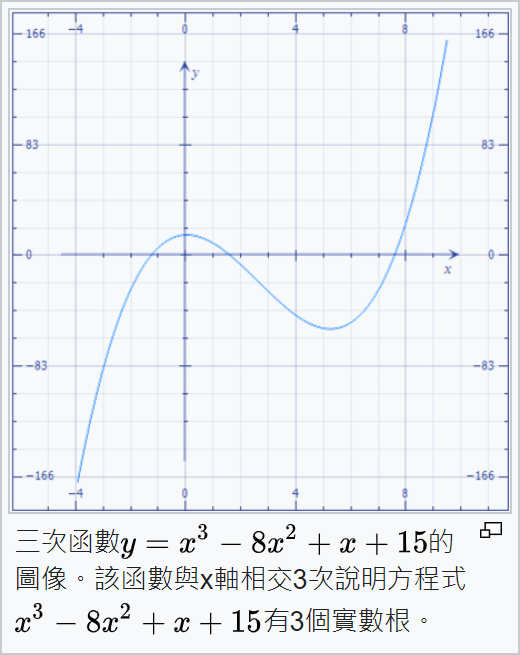 −4 0 4 8
166 166
y
83 83
0 0
x
−83 −83
−166 −166
−4 0 4 8
三次函數y = x³ − 8x² + x + 15的
圖像。該函數與x軸相交3次說明方程式
x³ − 8x² + x + 15有3個實數根。